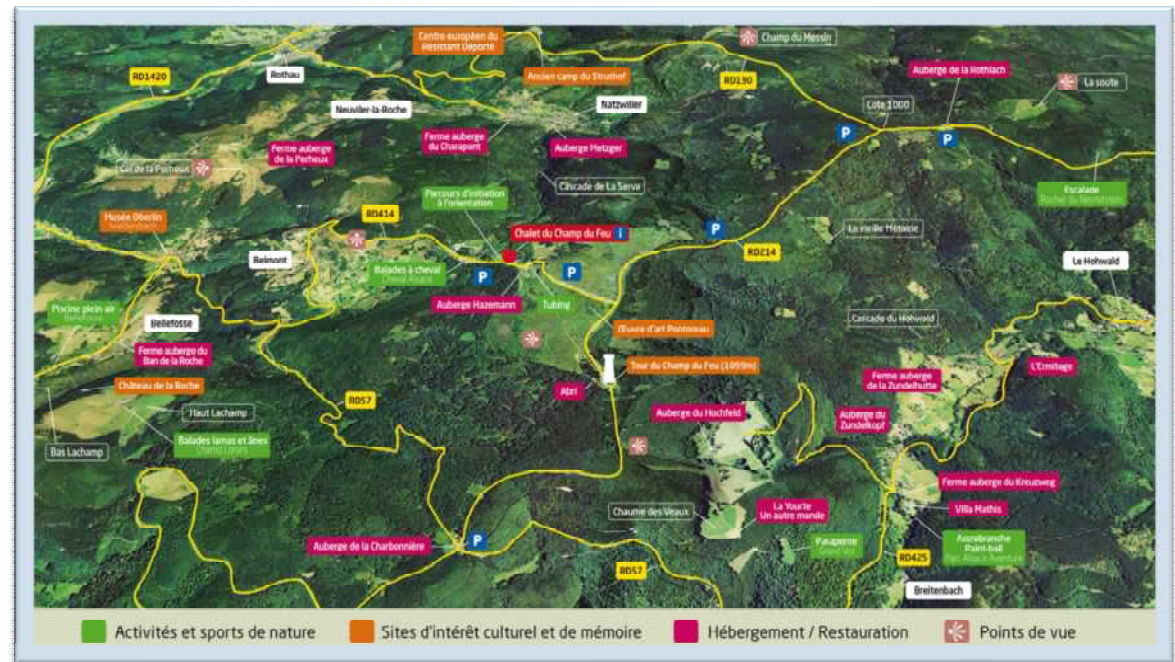 Centre européen du
Résistant Déporté
Champ du Messin
Rothau
RD1420
Ancien camp du Struthof
RD130
Auberge de la Rothlach
La soute
Neuviller-la-Roche
Natzwiller
Côte 1000
P
P
Ferme auberge
du Charapont
Auberge Metzger
Ferme auberge
de la Perheux
Col de la Perheux
Cascade de La Serva
Parcours d'initiation
à l'orientation
Escalade
Musée Oberlin
RD414
Chalet du Champ du Feu i
P
La vieille Métairie
RD214
Belmont
Balades à cheval
P
P
Le Hohwald
Auberge Hazemann
Tubing
Piscine plein air
Bellefosse
Bellefosse
Œuvre d'art Pontoreau
Cascade du Hohwald
Ferme auberge du
Ban de la Roche
Tour du Champ du Feu (1099m)
L'Ermitage
Château de la Roche
Abri
Ferme auberge
de la Zundelhutte
RD57
Haut Lachamp
Auberge du Hochfeld
Auberge du
Zundelkopf
Balades lamas et ânes
Bas Lachamp
Ferme auberge du Kreuzweg
Chaume des Veaux
La Yourte
Un autre monde
Villa Mathis
Auberge de la Charbonnière
P
Parapente
Accrobranche
Paint-ball
Parc Alsace Aventure
RD57
RD425
Breitenbach
Activités et sports de nature
Sites d'intérêt culturel et de mémoire
Hébergement / Restauration
Points de vue